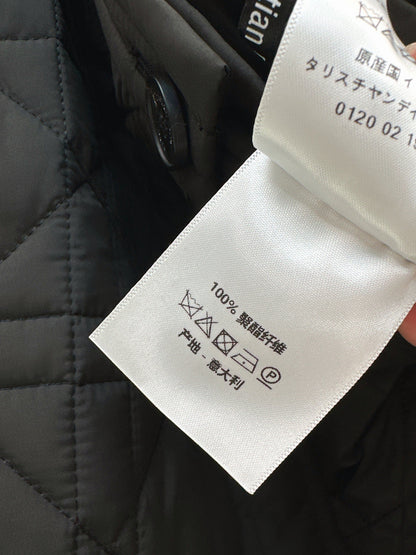 tian
原産国 イ
タリスチャンディ
0120 02 1
100% 聚酯纤维
产地 - 意大利